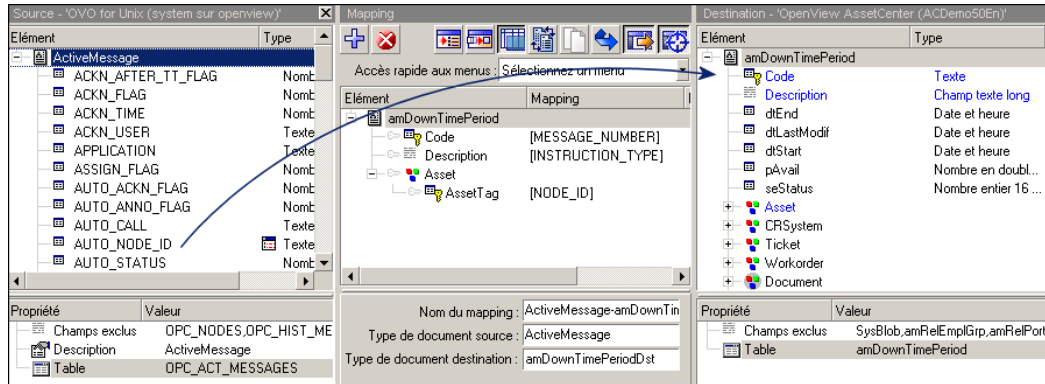 Source - 'OVO for Unix (system sur openview)'
Elément Type
ActiveMessage
ACKN_AFTER_TT_FLAG Nomb
ACKN_FLAG Nomb
ACKN_TIME Nomb
ACKN_USER Texte
APPLICATION Texte
ASSIGN_FLAG Nomb
AUTO_ACKN_FLAG Nomb
AUTO_ANNO_FLAG Nomb
AUTO_CALL Texte
AUTO_NODE_ID Texte
AUTO_STATUS Nomb
Propriété Valeur
Champs exclus OPC_NODES,OPC_HIST_ME
Description ActiveMessage
Table OPC_ACT_MESSAGES
Mapping
Accès rapide aux menus : Sélectionnez un menu
Elément Mapping
amDownTimePeriod
Code [MESSAGE_NUMBER]
Description [INSTRUCTION_TYPE]
Asset
AssetTag [NODE_ID]
Nom du mapping : ActiveMessage-amDownTin
Type de document source : ActiveMessage
Type de document destination : amDownTimePeriodDst
Destination - 'OpenView AssetCenter (ACDemo50En)'
Elément Type
amDownTimePeriod
Code Texte
Description Champ texte long
dtEnd Date et heure
dtLastModif Date et heure
dtStart Date et heure
pAvail Nombre en doubl...
seStatus Nombre entier 16 ...
Asset
CRSystem
Ticket
Workorder
Document
Propriété Valeur
Champs exclus SysBlob,amRelEmplGrp,amRelPort
Table amDownTimePeriod